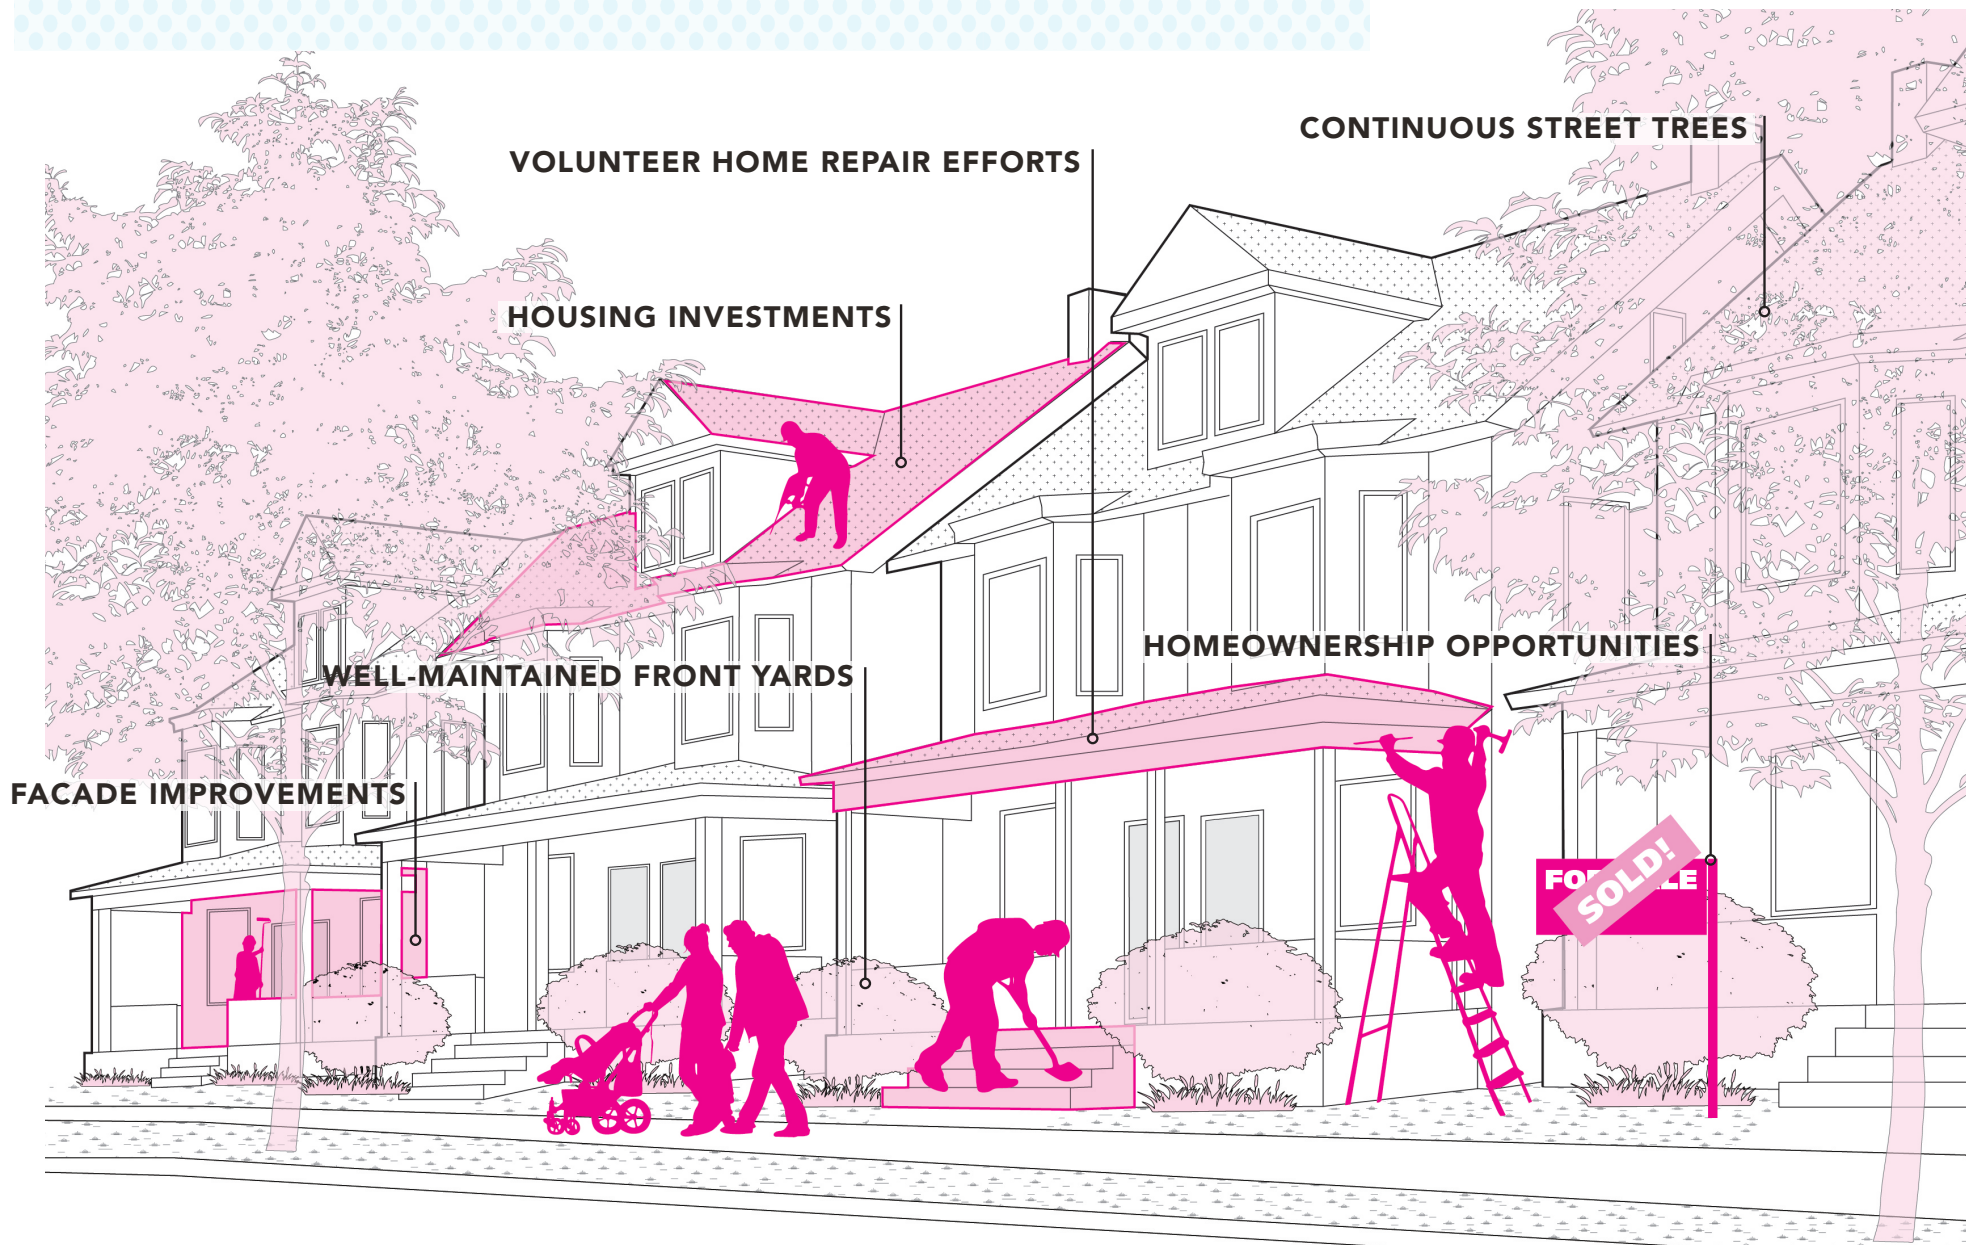 CONTINUOUS STREET TREES
VOLUNTEER HOME REPAIR EFFORTS
HOUSING INVESTMENTS
HOMEOWNERSHIP OPPORTUNITIES
WELL-MAINTAINED FRONT YARDS
FACADE IMPROVEMENTS
SOLD!